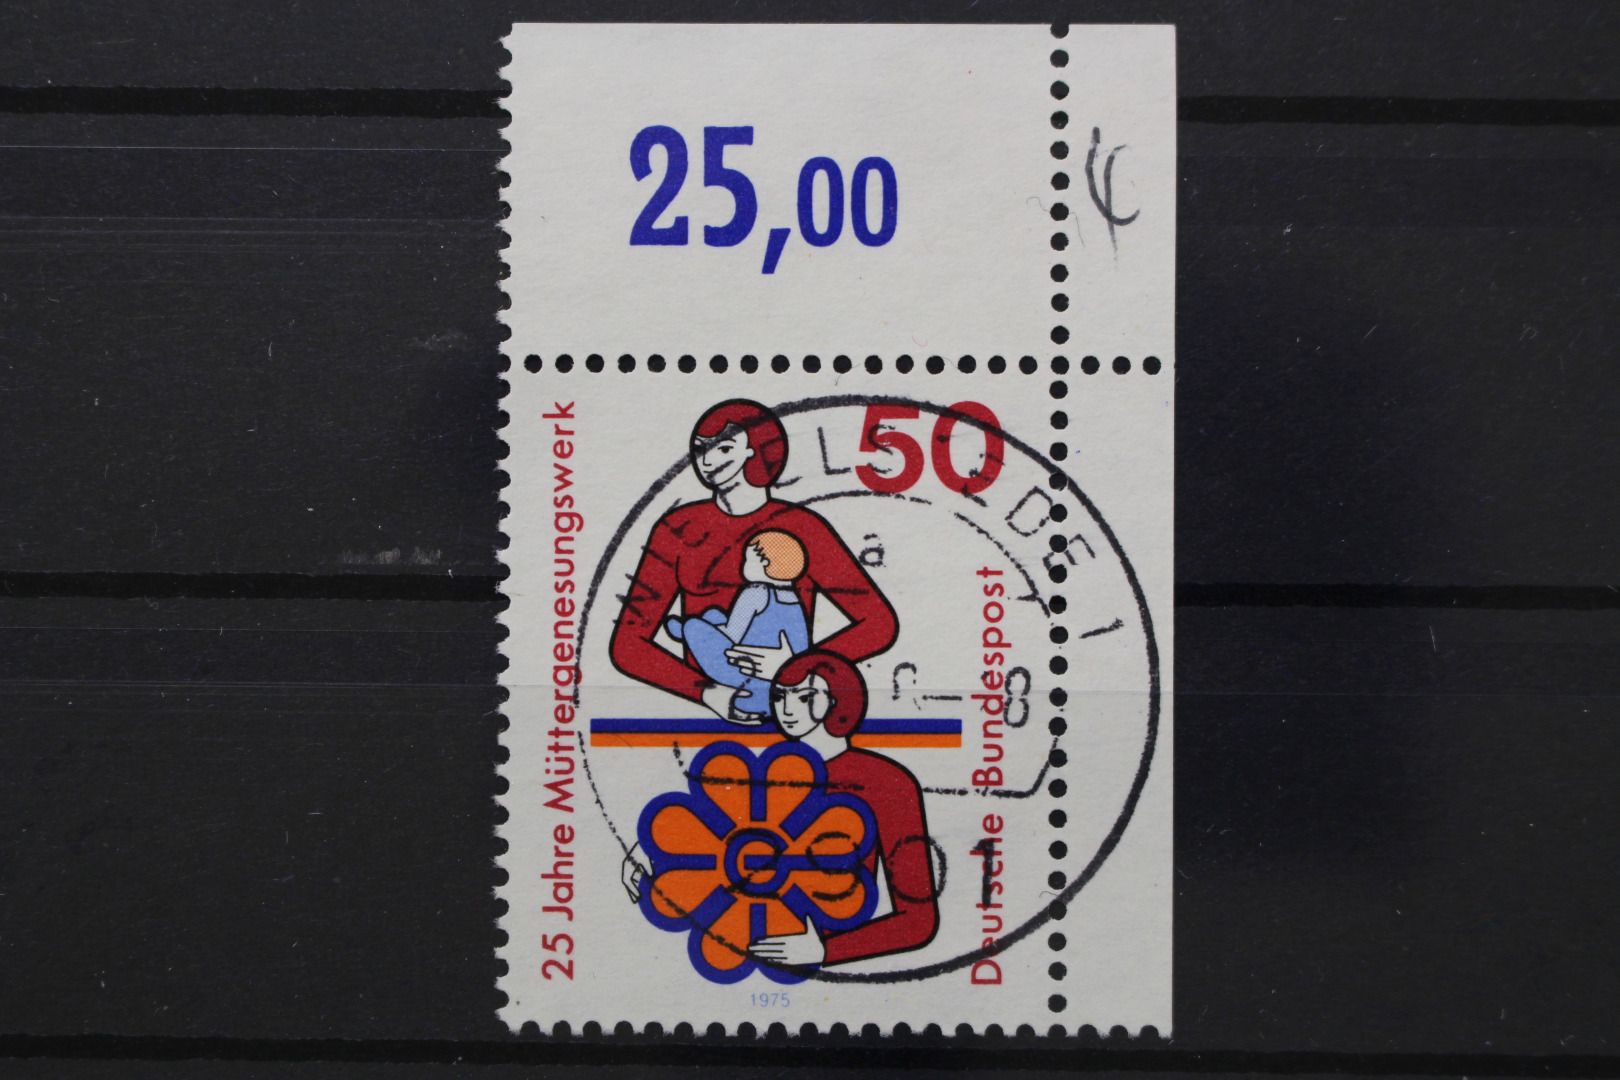 25,00
50
25 Jahre Müttergenesungswerk
Deutsche Bundespost
a
1975